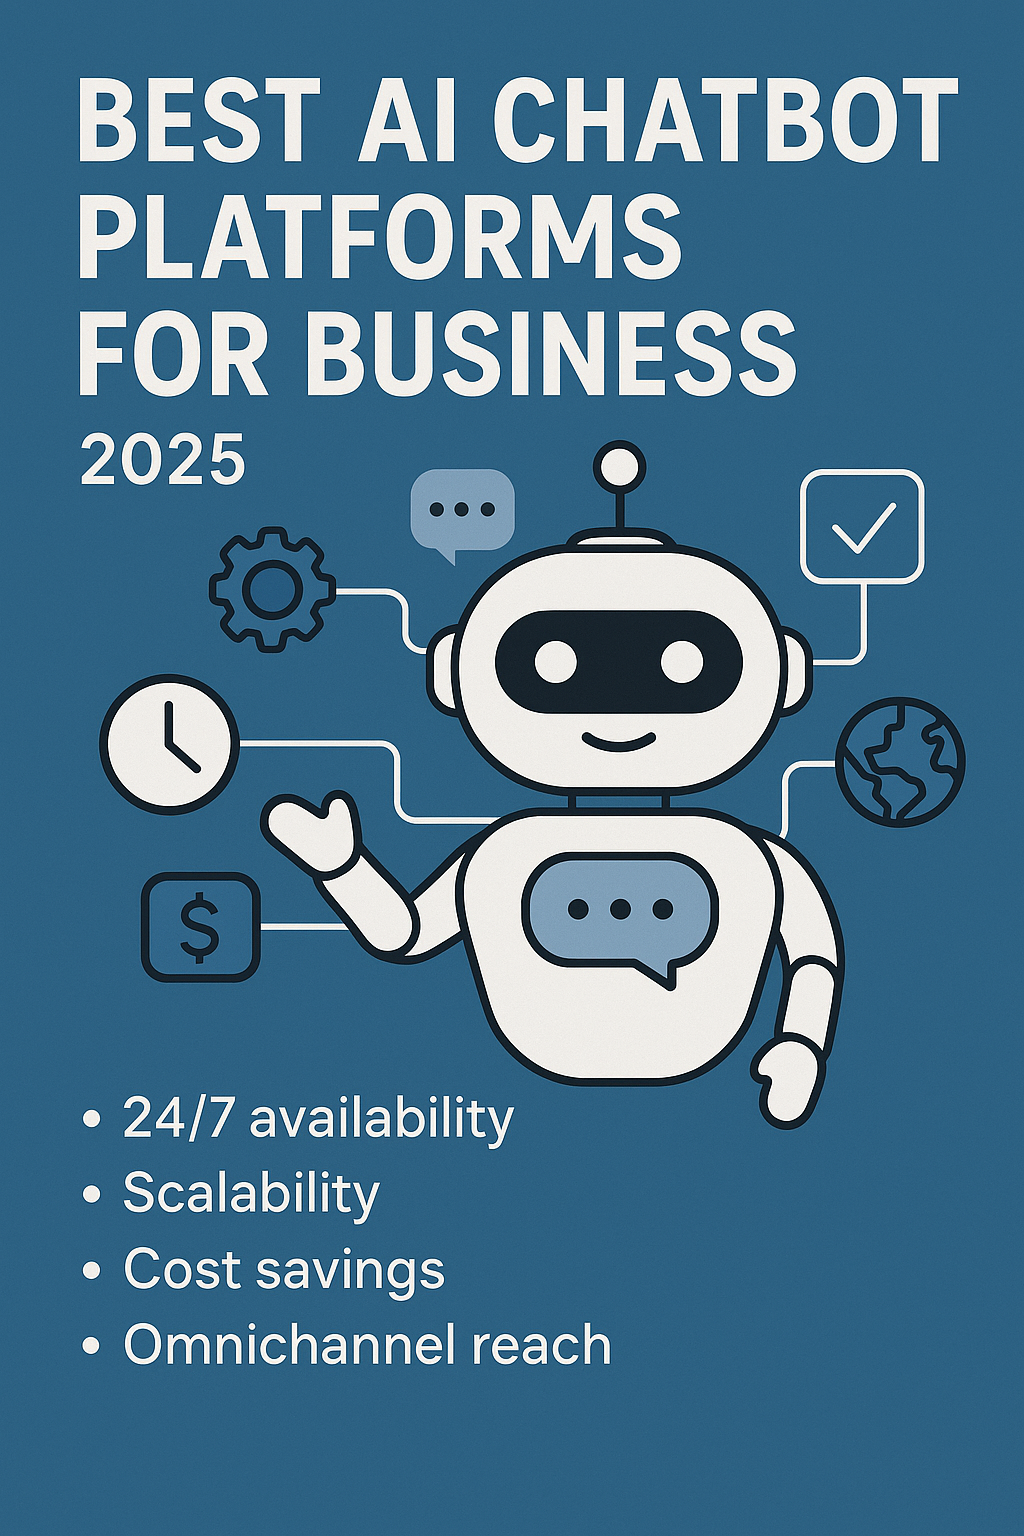 BEST AI CHATBOT
PLATFORMS
FOR BUSINESS
2025
$
• 24/7 availability
• Scalability
• Cost savings
• Omnichannel reach